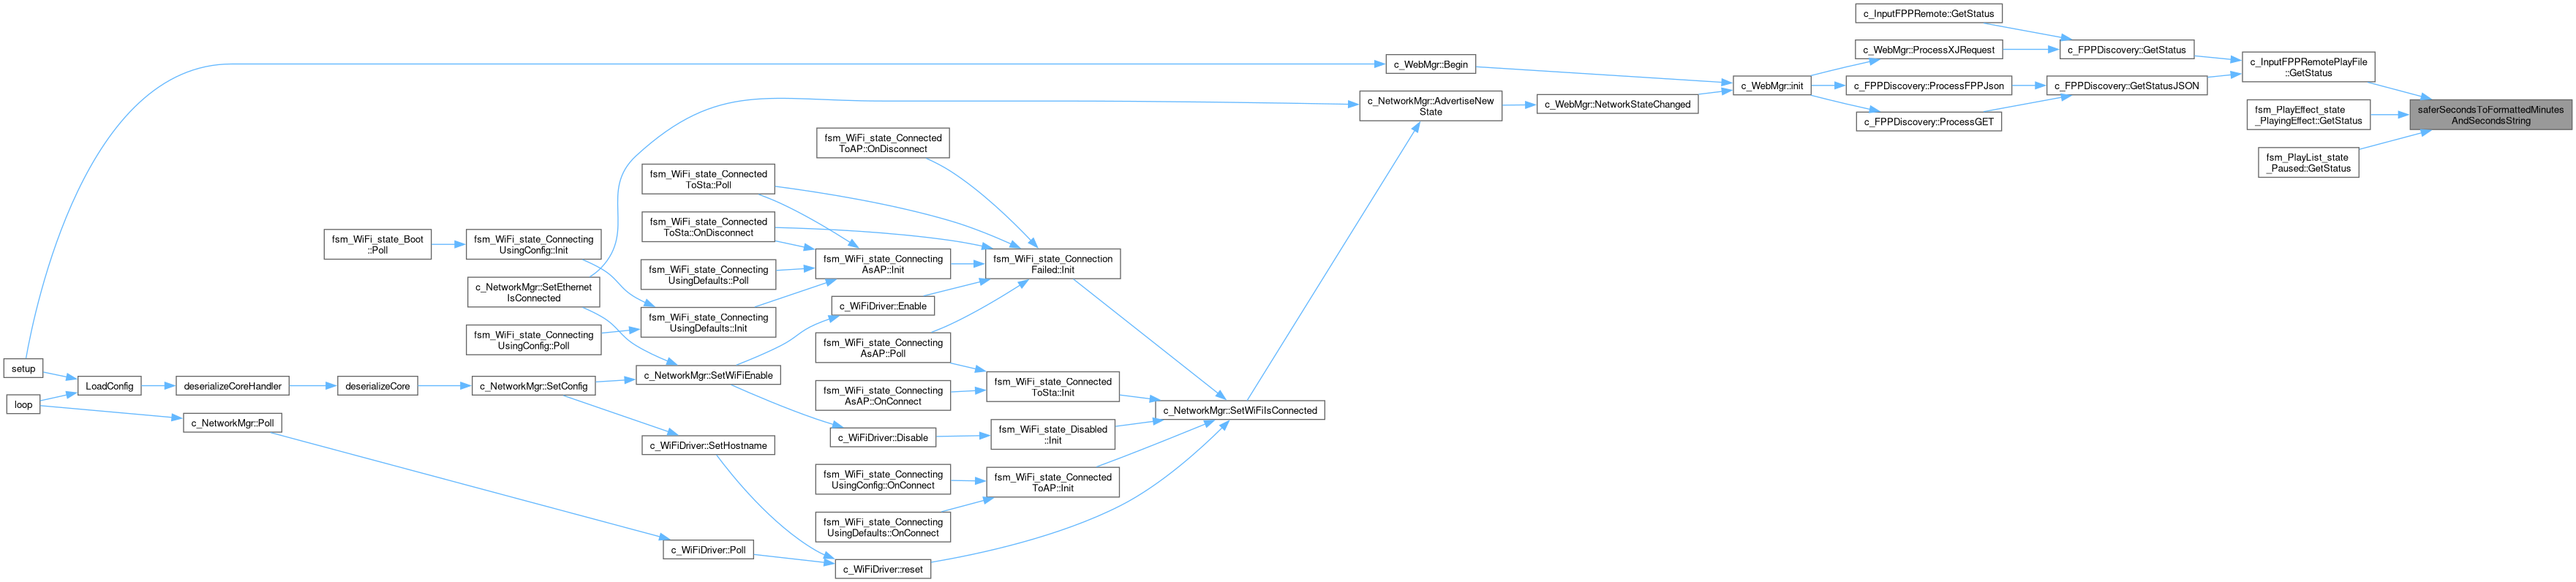 c_InputFPPRemote::GetStatus
c_WebMgr::ProcessXJRequest
c_FPPDiscovery::GetStatus
c_WebMgr::Begin
c_InputFPPRemotePlayFile
::GetStatus
c_WebMgr::init
c_FPPDiscovery::ProcessFPPJson
c_FPPDiscovery::GetStatusJSON
c_NetworkMgr::AdvertiseNew
State
c_WebMgr::NetworkStateChanged
c_FPPDiscovery::ProcessGET
fsm_PlayEffect_state
_PlayingEffect::GetStatus
saferSecondsToFormattedMinutes
AndSecondsString
fsm_PlayList_state
_Paused::GetStatus
fsm_WiFi_state_Connected
ToAP::OnDisconnect
fsm_WiFi_state_Connected
ToSta::Poll
fsm_WiFi_state_Connected
ToSta::OnDisconnect
fsm_WiFi_state_Boot
::Poll
fsm_WiFi_state_Connecting
UsingConfig::Init
fsm_WiFi_state_Connecting
AsAP::Init
fsm_WiFi_state_Connection
Failed::Init
fsm_WiFi_state_Connecting
UsingDefaults::Poll
c_NetworkMgr::SetEthernet
IsConnected
c_WiFiDriver::Enable
fsm_WiFi_state_Connecting
UsingDefaults::Init
fsm_WiFi_state_Connecting
UsingConfig::Poll
fsm_WiFi_state_Connecting
AsAP::Poll
setup
LoadConfig
deserializeCoreHandler
deserializeCore
c_NetworkMgr::SetConfig
c_NetworkMgr::SetWiFiEnable
fsm_WiFi_state_Connecting
AsAP::OnConnect
fsm_WiFi_state_Connected
ToSta::Init
loop
c_NetworkMgr::SetWiFiIsConnected
c_NetworkMgr::Poll
c_WiFiDriver::SetHostname
c_WiFiDriver::Disable
fsm_WiFi_state_Disabled
::Init
fsm_WiFi_state_Connecting
UsingConfig::OnConnect
fsm_WiFi_state_Connected
ToAP::Init
fsm_WiFi_state_Connecting
UsingDefaults::OnConnect
c_WiFiDriver::Poll
c_WiFiDriver::reset